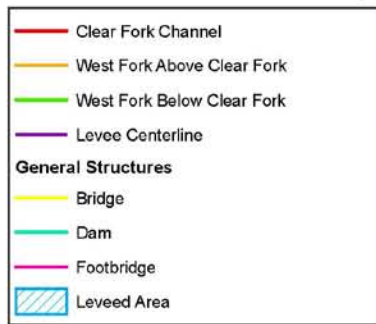 Clear Fork Channel
West Fork Above Clear Fork
West Fork Below Clear Fork
Levee Centerline
General Structures
Bridge
Dam
Footbridge
Leveed Area